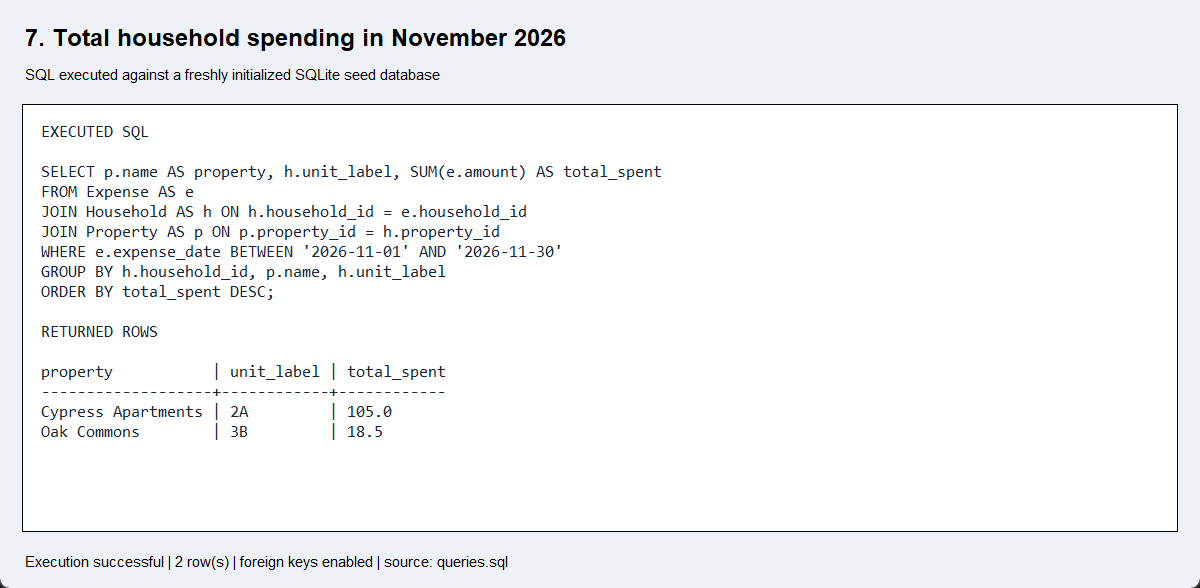 7. Total household spending in November 2026
SQL executed against a freshly initialized SQLite seed database
EXECUTED SQL
SELECT p.name AS property, h.unit_label, SUM(e.amount) AS total_spent
FROM Expense AS e
JOIN Household AS h ON h.household_id = e.household_id
JOIN Property AS p ON p.property_id = h.property_id
WHERE e.expense_date BETWEEN '2026-11-01' AND '2026-11-30'
GROUP BY h.household_id, p.name, h.unit_label
ORDER BY total_spent DESC;
RETURNED ROWS
property           | unit_label | total_spent
-------------------+------------+------------
Cypress Apartments | 2A         | 105.0
Oak Commons        | 3B         | 18.5
Execution successful | 2 row(s) | foreign keys enabled | source: queries.sql